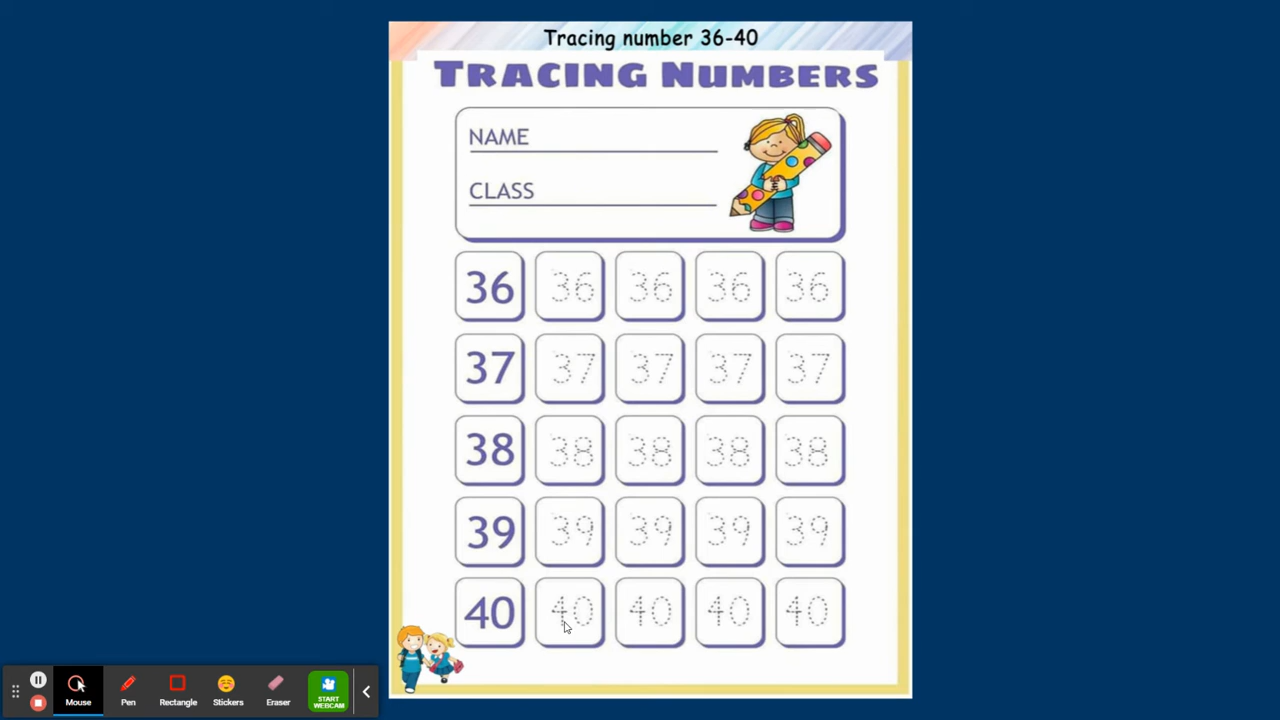 Tracing number 36-40
TRACING NUMBERS
NAME
CLASS
36 36 36 36 36
37 37 37 37 37
38 38 38 38 38
39 39 39 39 39
40 40 40 40 40
Mouse Pen Rectangle Stickers Eraser START WEBCAM